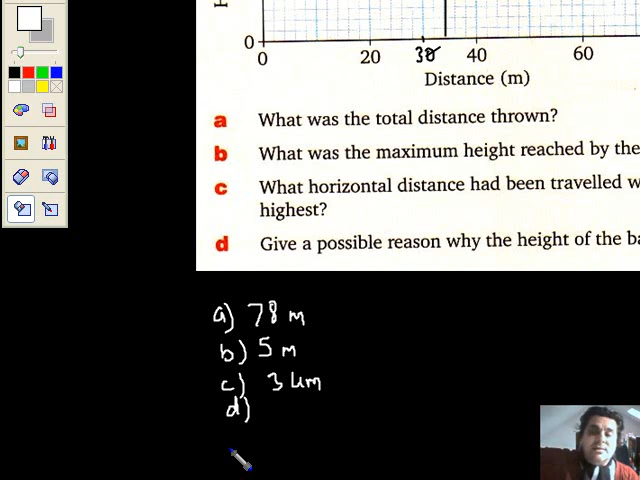 H
0
0 20 30 40 60
Distance (m)
a What was the total distance thrown?
b What was the maximum height reached by the
c What horizontal distance had been travelled w
highest?
d Give a possible reason why the height of the ba
a) 78 m
b) 5 m
c) 34m
d)